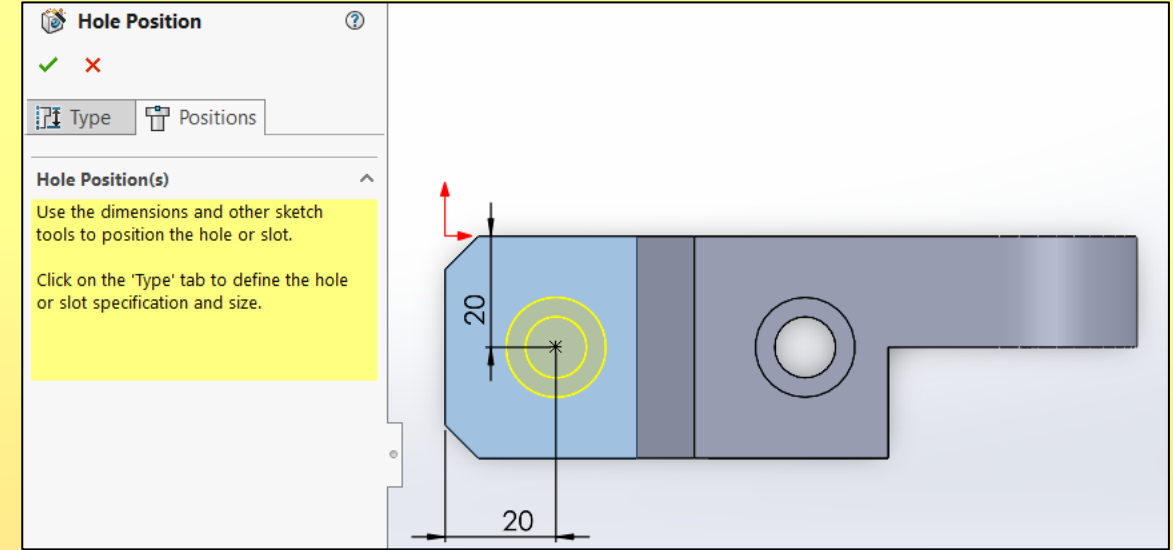 Hole Position
Type
Positions
Hole Position(s)
Use the dimensions and other sketch
tools to position the hole or slot.
Click on the 'Type' tab to define the hole
or slot specification and size.
20
20